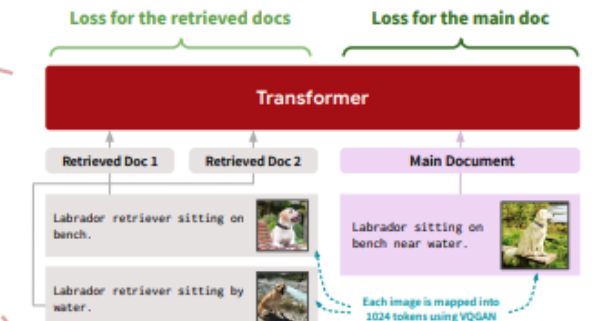 Loss for the retrieved docs
Loss for the main doc
Transformer
Retrieved Doc 1
Retrieved Doc 2
Main Document
Labrador retriever sitting on
bench.
Labrador sitting on
bench near water.
Labrador retriever sitting by
water.
Each image is mapped into
1024 tokens using VQGAN